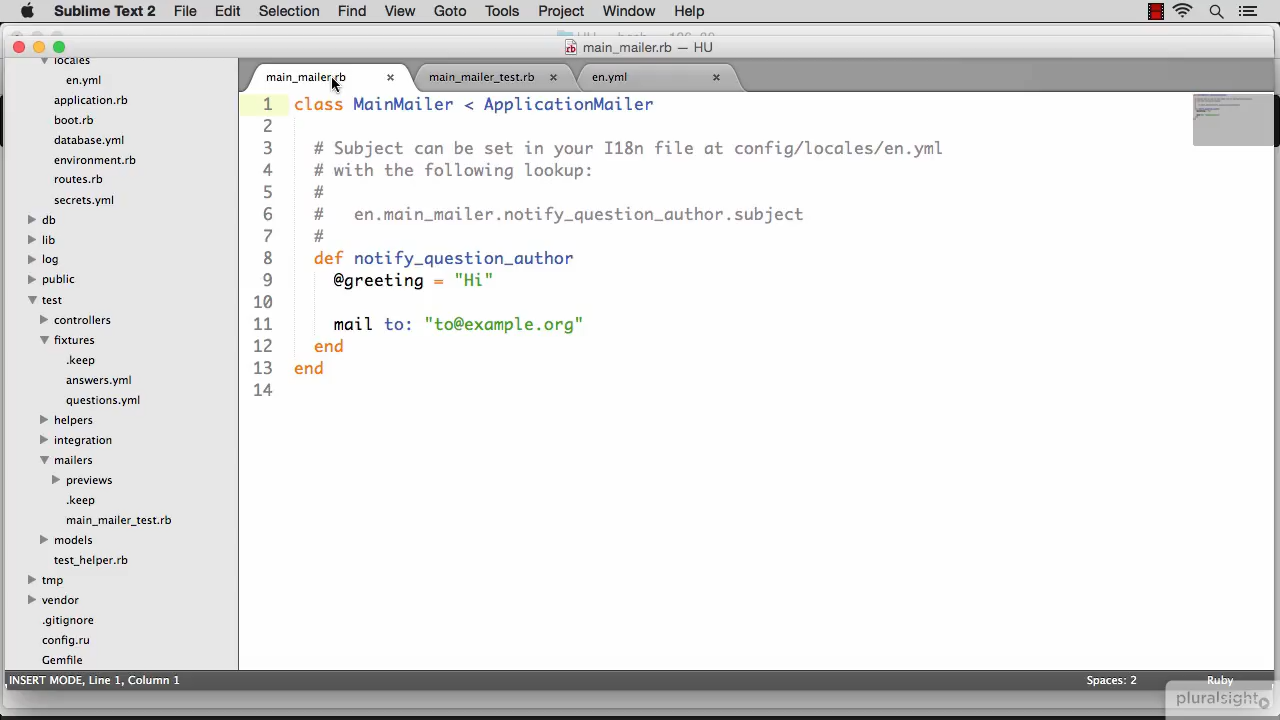 Sublime Text 2 File Edit Selection Find View Goto Tools Project Window Help
main_mailer.rb — HU
locales
en.yml
application.rb
boot.rb
database.yml
environment.rb
routes.rb
secrets.yml
db
lib
log
public
test
controllers
fixtures
.keep
answers.yml
questions.yml
helpers
integration
mailers
previews
.keep
main_mailer_test.rb
models
test_helper.rb
tmp
vendor
.gitignore
config.ru
Gemfile
main_mailer.rb × main_mailer_test.rb × en.yml ×
1 class MainMailer < ApplicationMailer
2
3 # Subject can be set in your I18n file at config/locales/en.yml
4 # with the following lookup:
5 #
6 # en.main_mailer.notify_question_author.subject
7 #
8 def notify_question_author
9 @greeting = "Hi"
10
11 mail to: "to@example.org"
12 end
13 end
14
INSERT MODE, Line 1, Column 1 Spaces: 2 Ruby
pluralsight